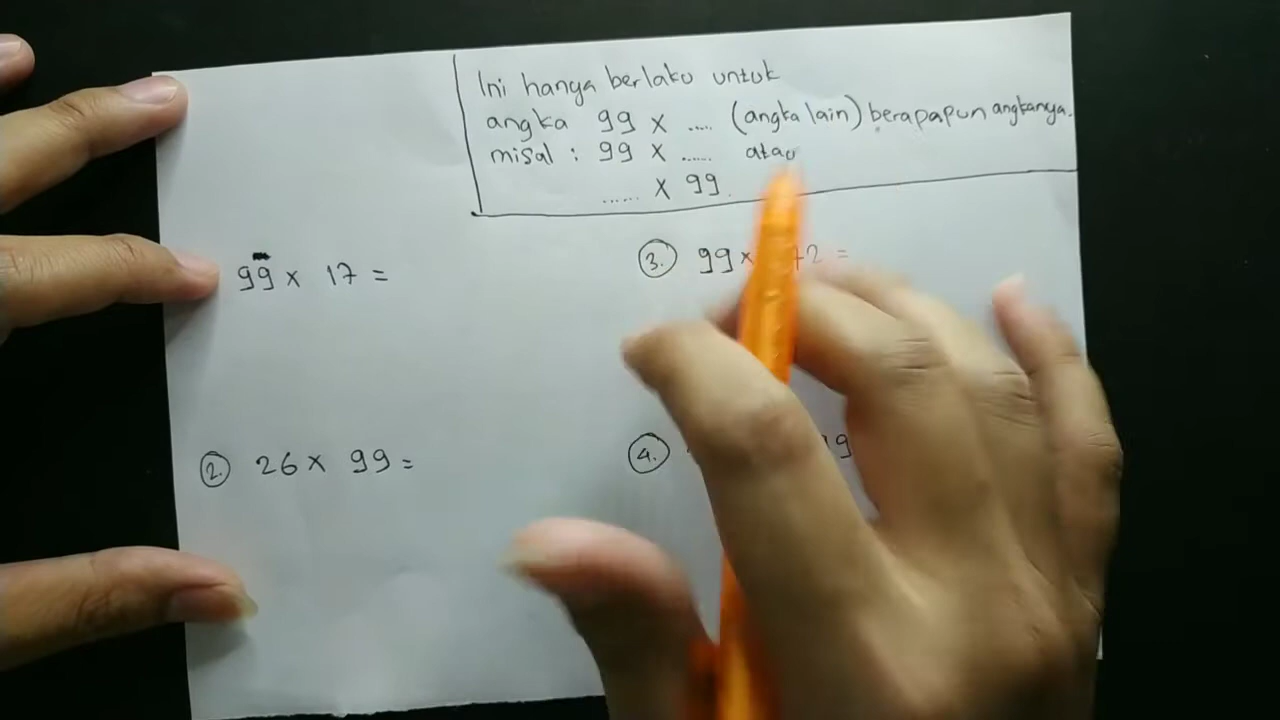 Ini hanya berlaku untuk
angka 99 x ..... (angka lain) berapapun angkanya.
misal : 99 x ...... atau
...... x 99.
99 x 17 =
3. 99 x
2. 26 x 99 =
4.